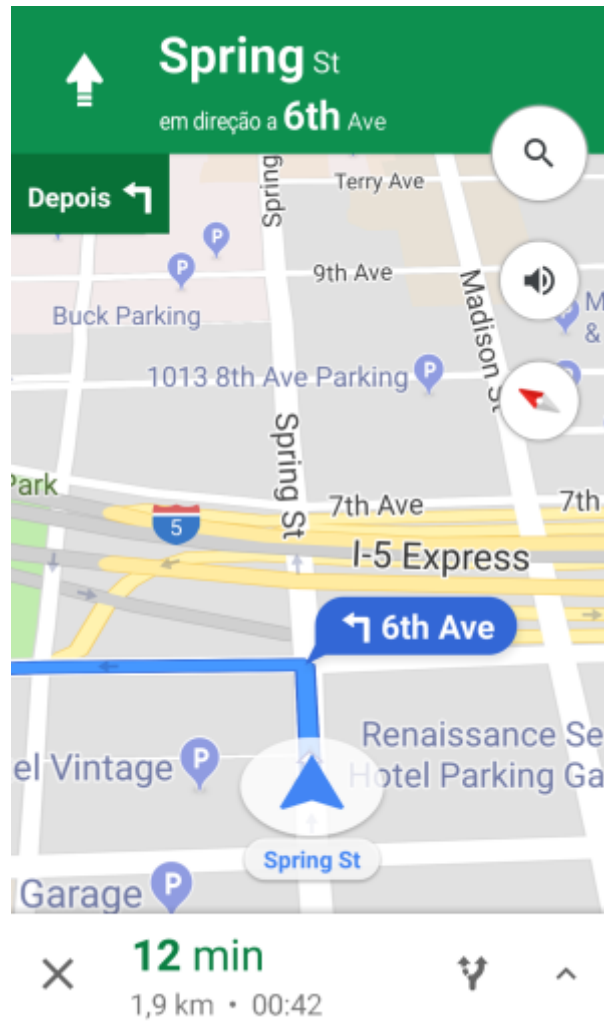 Spring St
em direção a 6th Ave
Depois
Spring
Terry Ave
9th Ave
Madison St
M
&
Buck Parking
1013 8th Ave Parking
Spring St
Park
7th Ave
7th
5
I-5 Express
6th Ave
Renaissance Se
el Vintage
Hotel Parking Ga
Spring St
Garage
12 min
1,9 km • 00:42